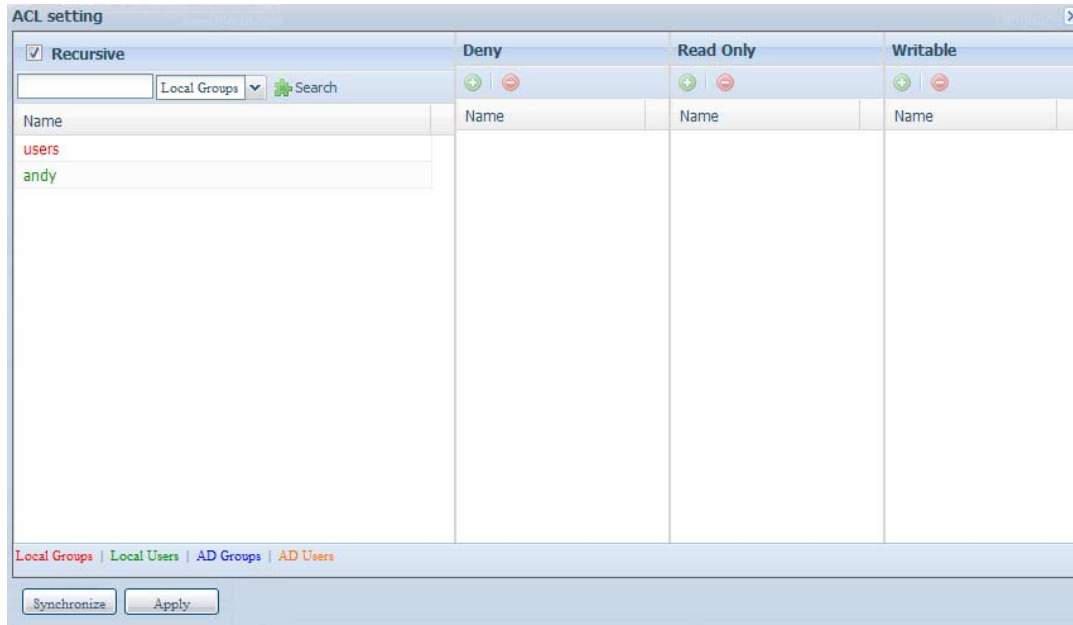 ACL setting
Recursive
Deny
Read Only
Writable
Local Groups
Search
Name
Name
Name
Name
users
andy
Local Groups | Local Users | AD Groups | AD Users
Synchronize
Apply